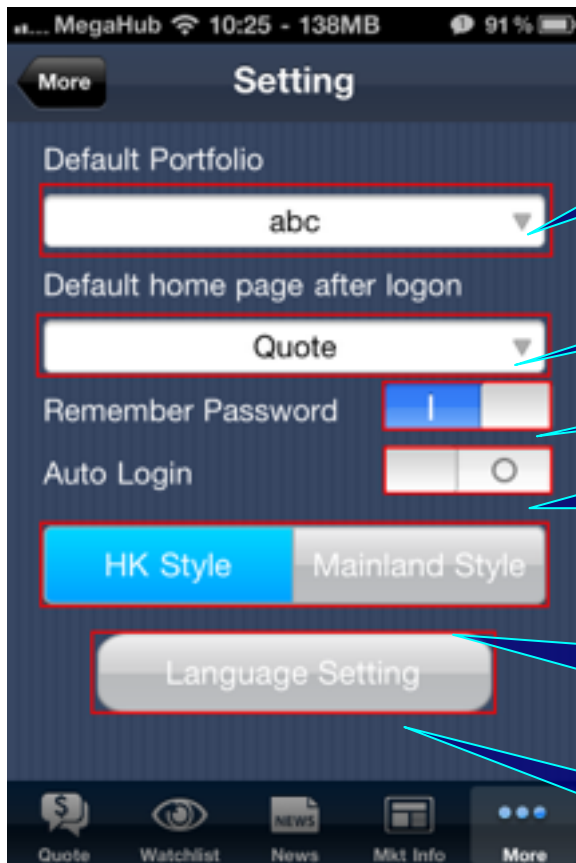 ... MegaHub 10:25 - 138MB 91 %
More Setting
Default Portfolio
abc
Default home page after logon
Quote
Remember Password
Auto Login
HK Style Mainland Style
Language Setting
NEWS
Quote Watchlist News Mkt Info More